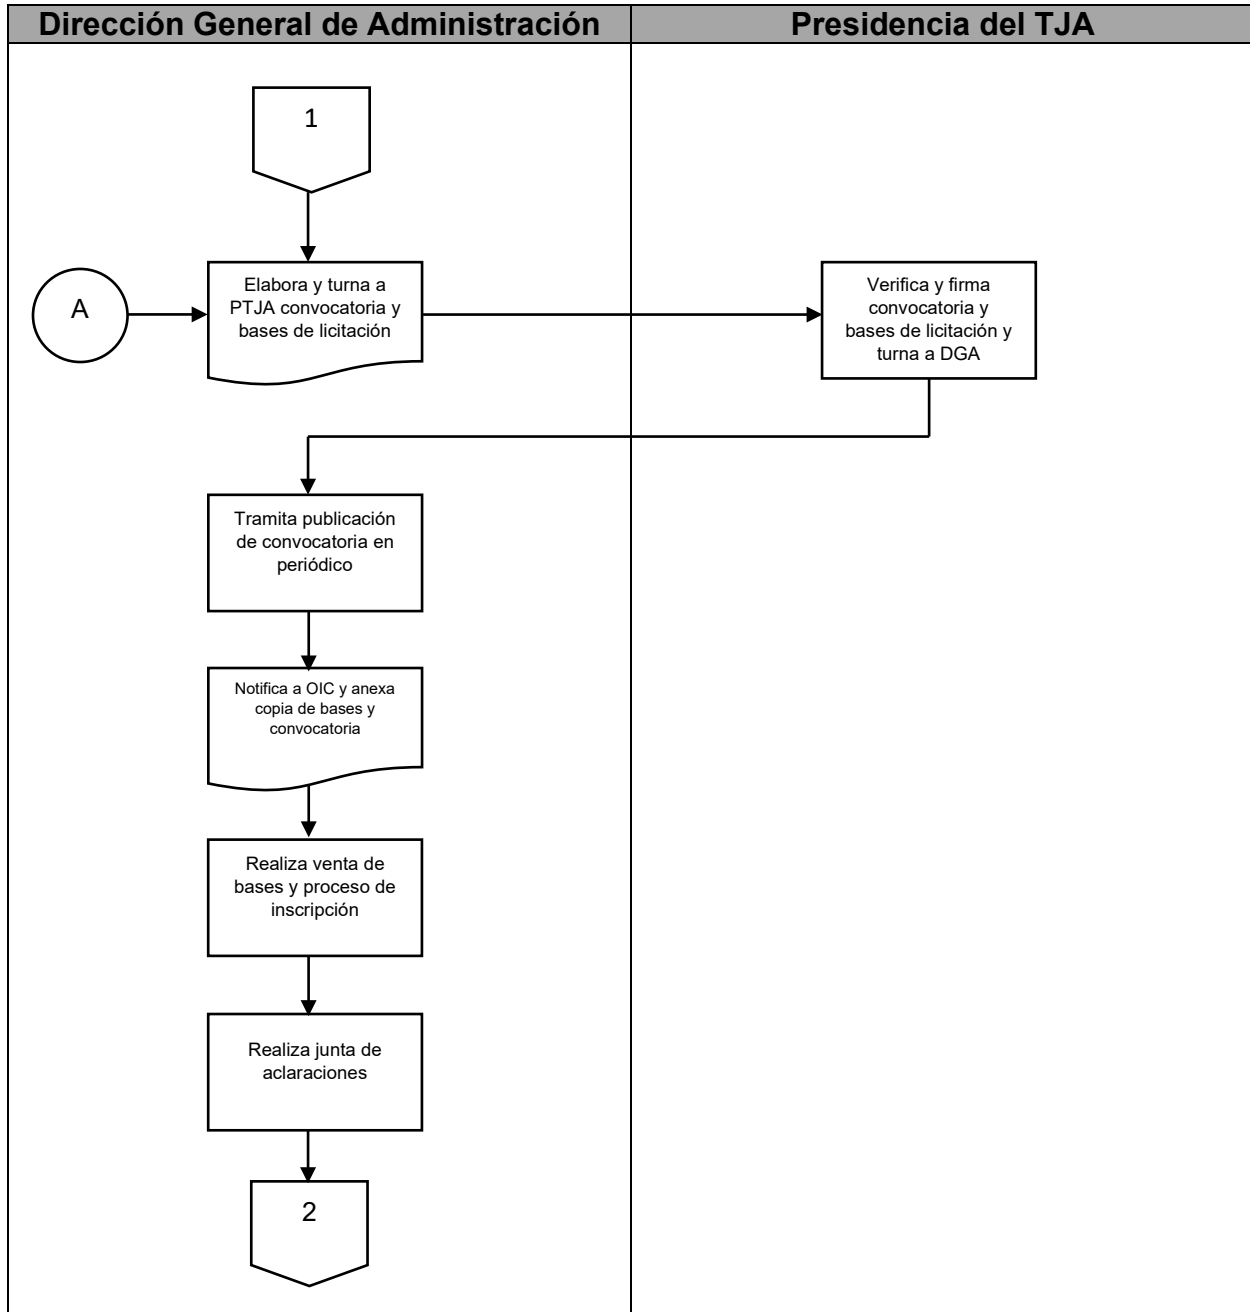 Dirección General de Administración
Presidencia del TJA
1
A
Elabora y turna a
PTJA convocatoria y
bases de licitación
Verifica y firma
convocatoria y
bases de licitación y
turna a DGA
Tramita publicación
de convocatoria en
periódico
Notifica a OIC y anexa
copia de bases y
convocatoria
Realiza venta de
bases y proceso de
inscripción
Realiza junta de
aclaraciones
2